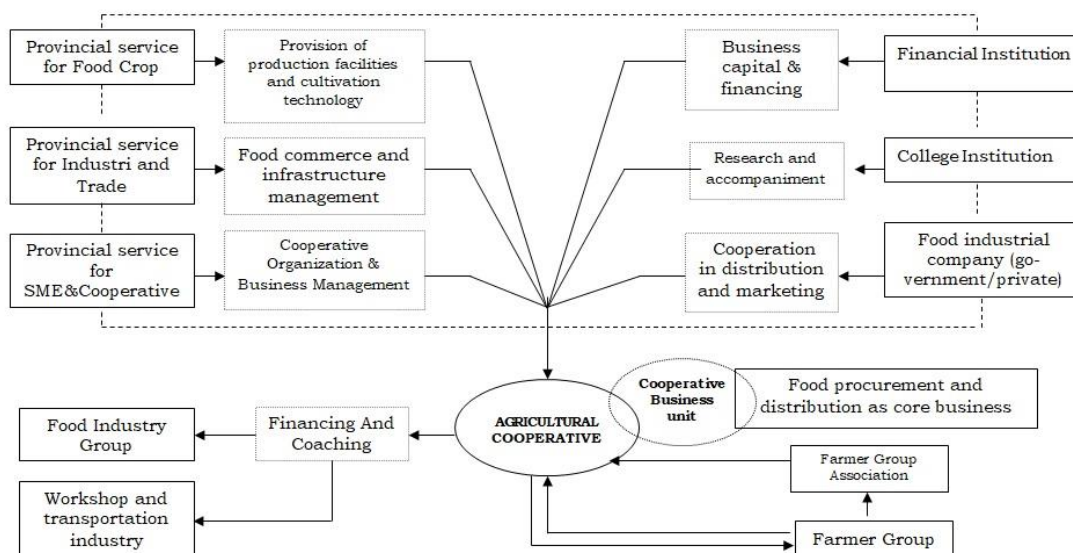 Provincial service
for Food Crop
Provision of
production facilities
and cultivation
technology
Business
capital &
financing
Financial Institution
Provincial service
for Industri and
Trade
Food commerce and
infrastructure
management
Research and
accompaniment
College Institution
Provincial service
for
SME&Cooperative
Cooperative
Organization &
Business Management
Cooperation
in distribution
and marketing
Food industrial
company (go-
vernment/private)
AGRICULTURAL
COOPERATIVE
Cooperative
Business
unit
Food procurement and
distribution as core business
Food Industry
Group
Financing And
Coaching
Farmer Group
Association
Workshop and
transportation
industry
Farmer Group